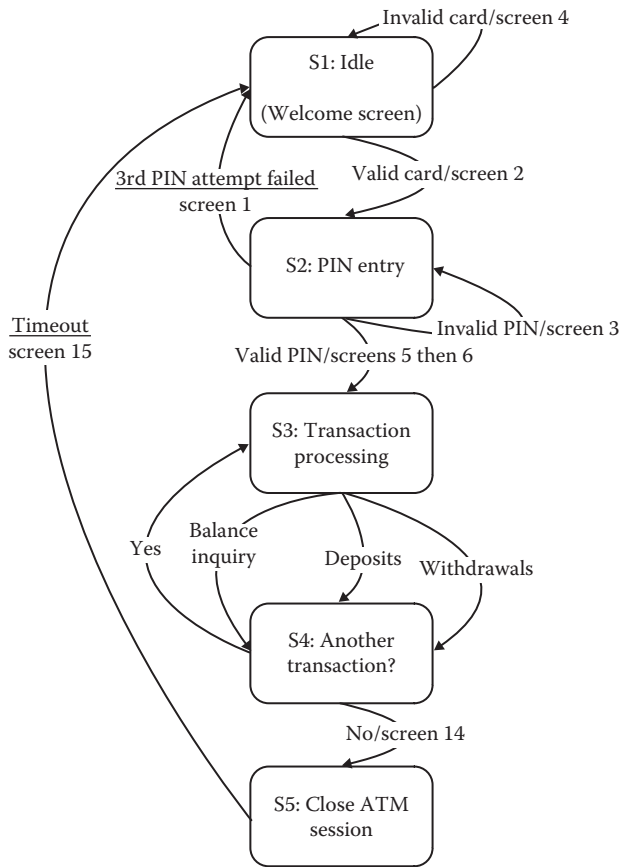 Invalid card/screen 4
S1: Idle
(Welcome screen)
3rd PIN attempt failed
screen 1
Valid card/screen 2
S2: PIN entry
Timeout
screen 15
Invalid PIN/screen 3
Valid PIN/screens 5 then 6
S3: Transaction
processing
Yes
Balance
inquiry
Deposits
Withdrawals
S4: Another
transaction?
No/screen 14
S5: Close ATM
session